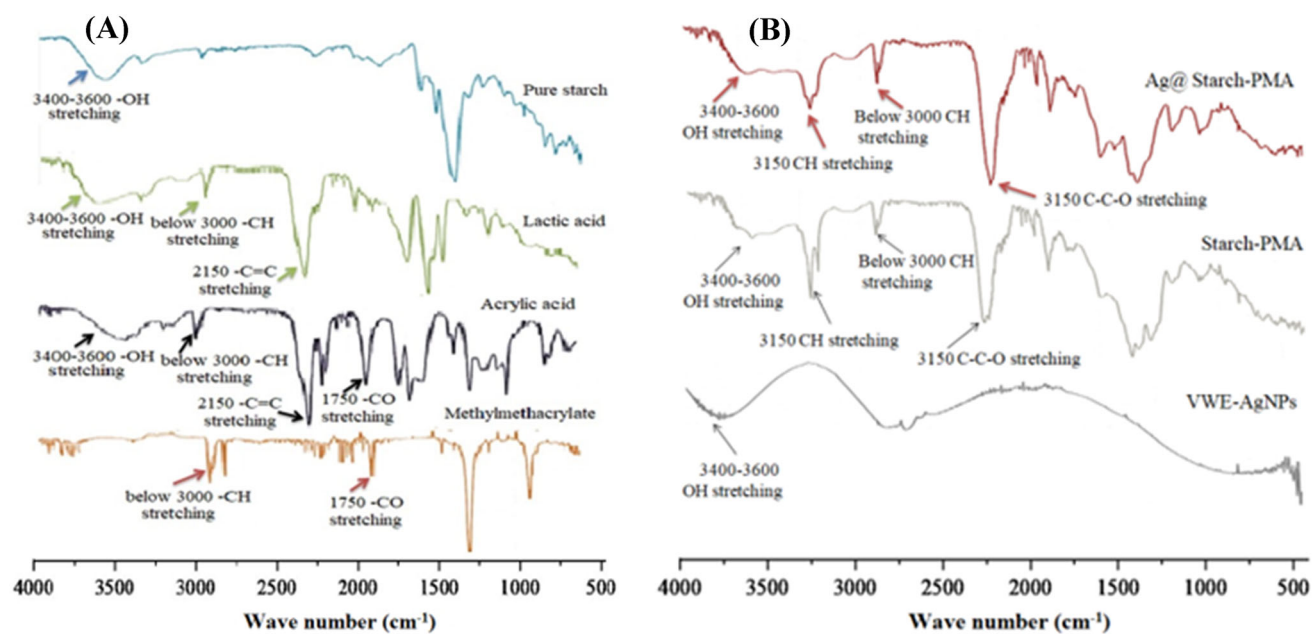 (A)
3400-3600 -OH
stretching
Pure starch
3400-3600 -OH
stretching
below 3000 -CH
stretching
Lactic acid
2150 -C=C
stretching
Acrylic acid
3400-3600 -OH
stretching
below 3000 -CH
stretching
1750 -CO
stretching
2150 -C=C
stretching
Methylmethacrylate
below 3000 -CH
stretching
1750 -CO
stretching
4000 3500 3000 2500 2000 1500 1000 500
Wave number (cm⁻¹)
(B)
Ag@ Starch-PMA
3400-3600
OH stretching
Below 3000 CH
stretching
3150 CH stretching
3150 C-C-O stretching
Starch-PMA
3400-3600
OH stretching
Below 3000 CH
stretching
3150 CH stretching
3150 C-C-O stretching
VWE-AgNPs
3400-3600
OH stretching
4000 3500 3000 2500 2000 1500 1000 500
Wave number (cm⁻¹)